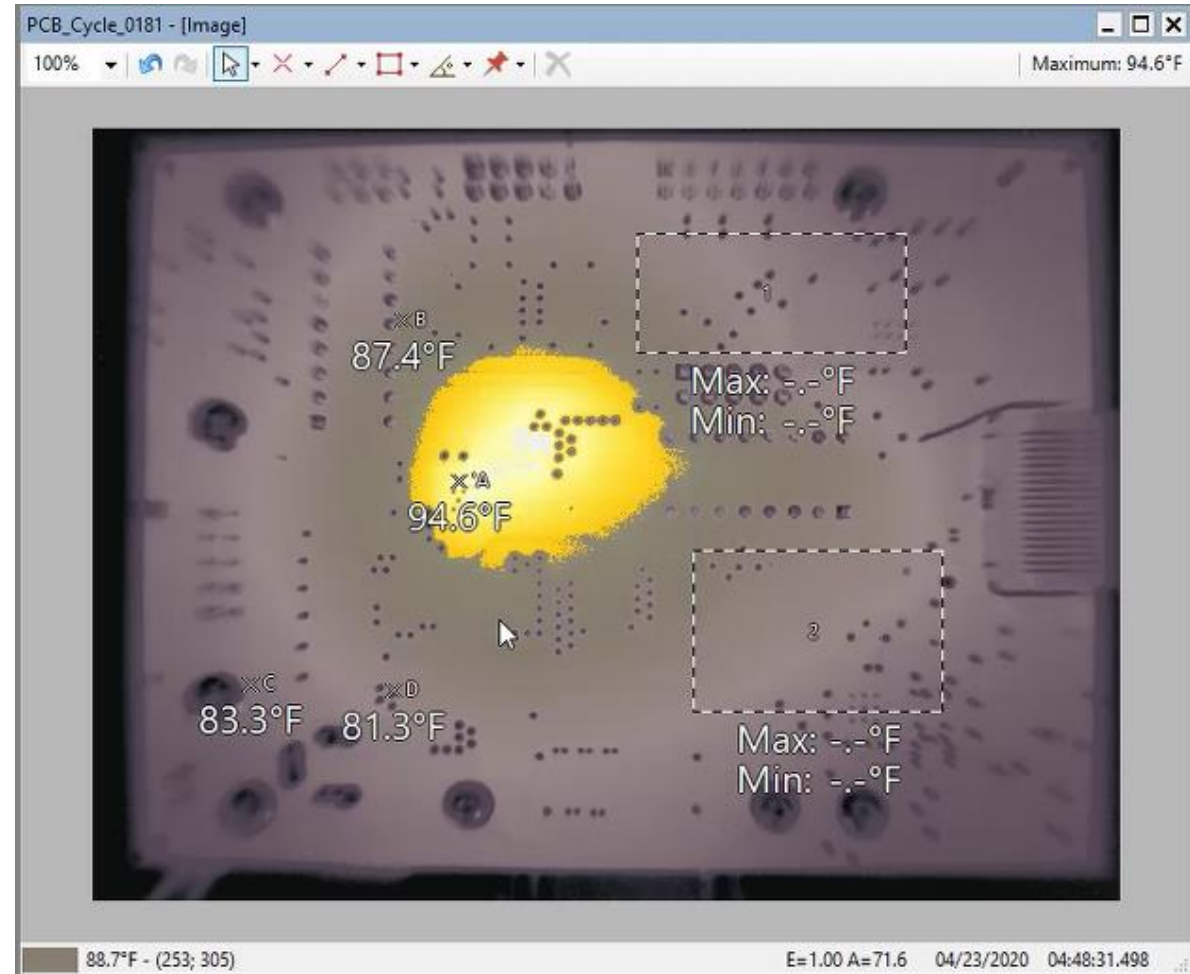 PCB_Cycle_0181 - [Image]
100%
Maximum: 94.6°F
1
B
87.4°F
Max: -.-°F
Min: -.-°F
A
94.6°F
2
C
83.3°F
D
81.3°F
Max: -.-°F
Min: -.-°F
88.7°F - (253; 305)
E=1.00 A=71.6
04/23/2020
04:48:31.498